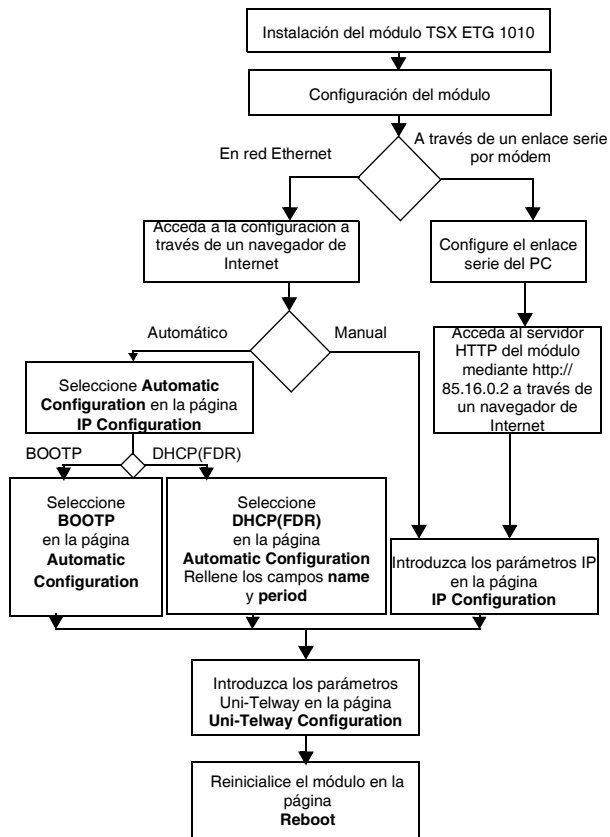 Instalación del módulo TSX ETG 1010
Configuración del módulo
En red Ethernet
A través de un enlace serie
por módem
Acceda a la configuración a
través de un navegador de
Internet
Configure el enlace
serie del PC
Automático
Manual
Acceda al servidor
HTTP del módulo
mediante http://
85.16.0.2 a través de
un navegador de
Internet
Seleccione Automatic
Configuration en la página
IP Configuration
BOOTP
DHCP(FDR)
Seleccione
BOOTP
en la página
Automatic
Configuration
Seleccione
DHCP(FDR)
en la página
Automatic Configuration
Rellene los campos name
y period
Introduzca los parámetros IP
en la página
IP Configuration
Introduzca los parámetros
Uni-Telway en la página
Uni-Telway Configuration
Reinicialice el módulo en la
página
Reboot